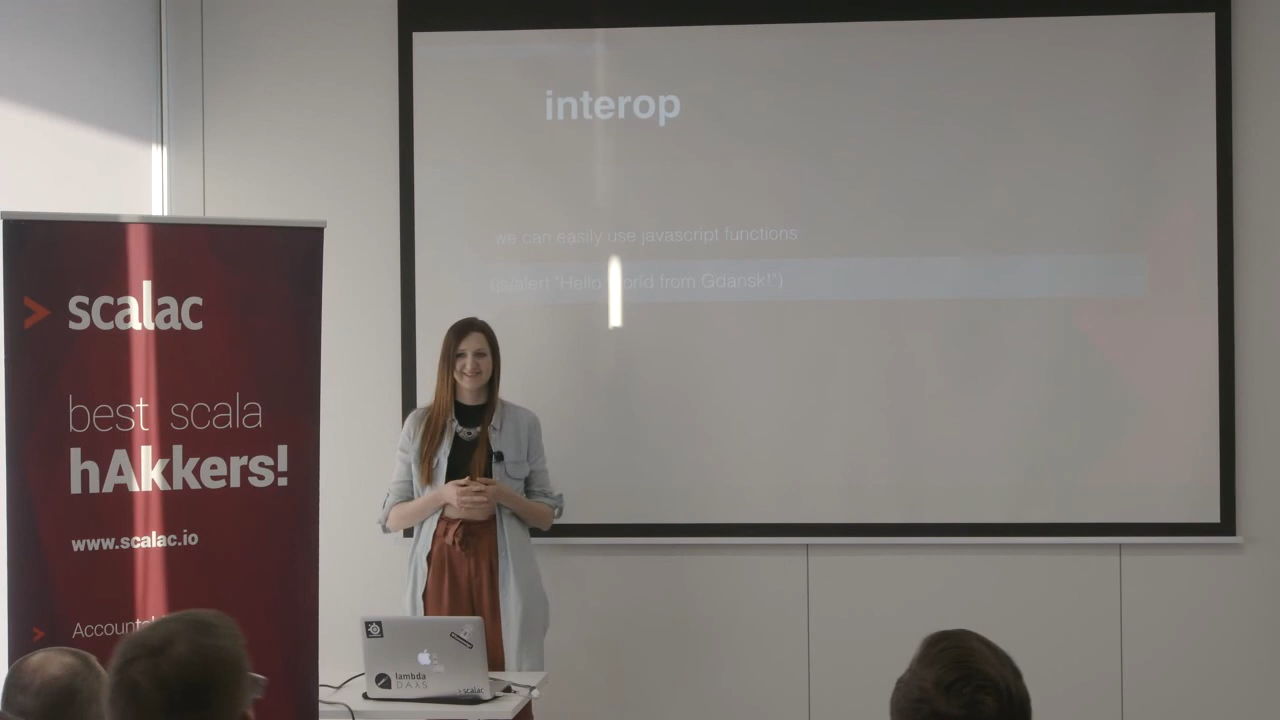 interop
we can easily use javascript functions
"Hello World from Gdansk!")
> scalac
best scala
hAkkers!
www.scalac.io
lambda
DAYS
>scalac